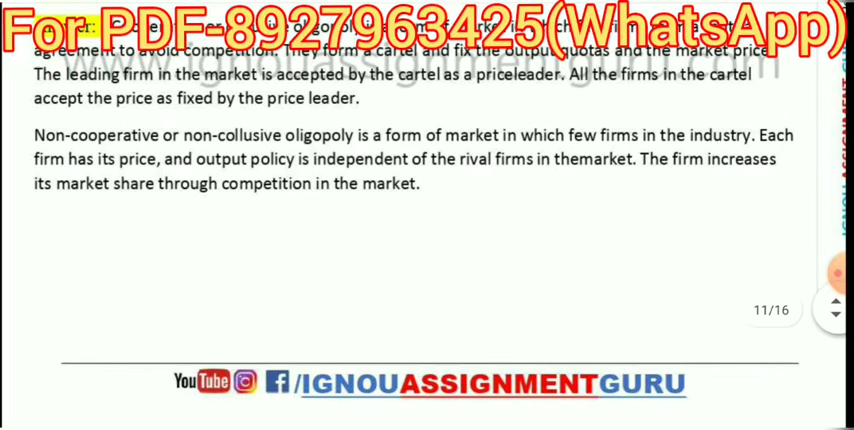 For PDF-8927963425(WhatsApp)
agreement to avoid competition. They form a cartel and fix the output quotas and the market price.
The leading firm in the market is accepted by the cartel as a priceleader. All the firms in the cartel
accept the price as fixed by the price leader.
Non-cooperative or non-collusive oligopoly is a form of market in which few firms in the industry. Each
firm has its price, and output policy is independent of the rival firms in themarket. The firm increases
its market share through competition in the market.
11/16
YouTube /IGNOUASSIGNMENTGURU